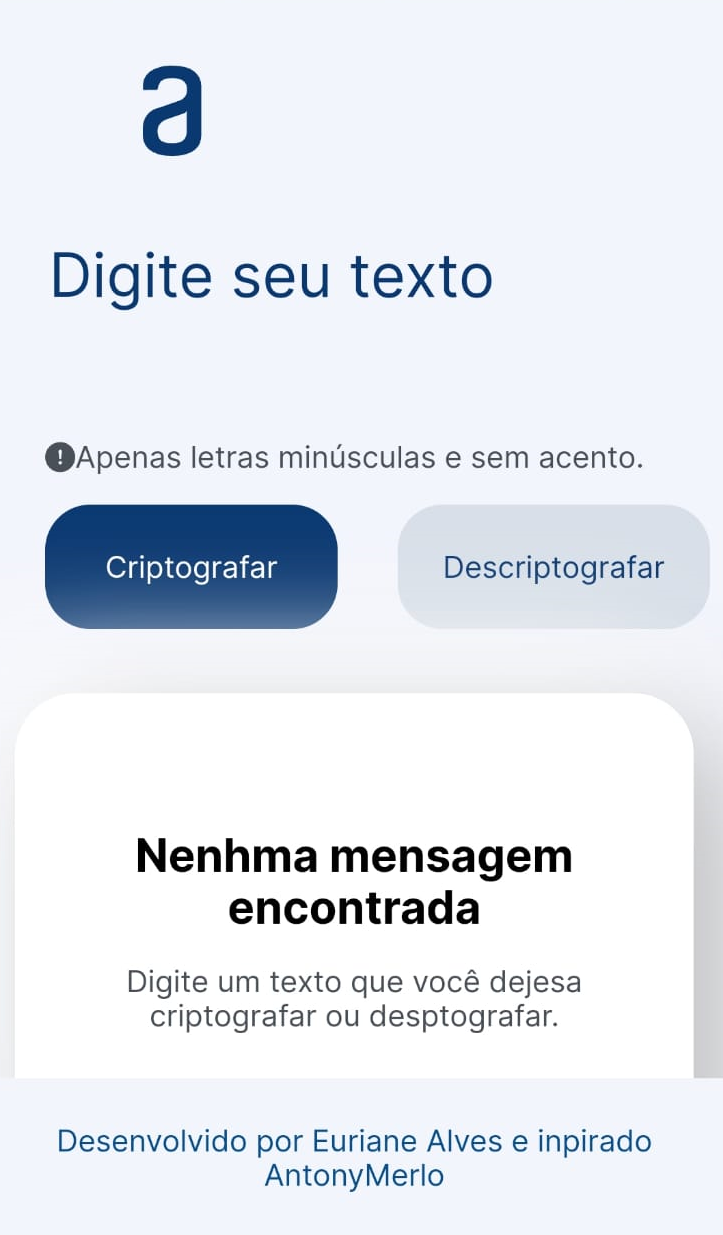 a
Digite seu texto
!Apenas letras minúsculas e sem acento.
Criptografar
Descriptografar
Nenhma mensagem
encontrada
Digite um texto que você dejesa
criptografar ou desptografar.
Desenvolvido por Euriane Alves e inpirado
AntonyMerlo